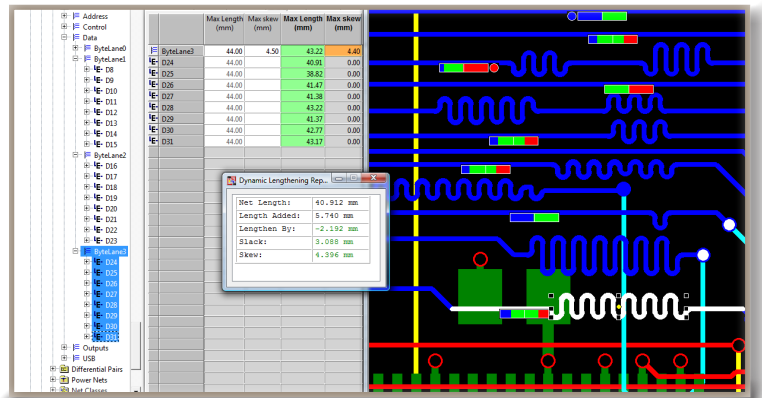 Address
Control
Data
ByteLane0
ByteLane1
D8
D9
D10
D11
D12
D13
D14
D15
ByteLane2
D16
D17
D18
D19
D20
D21
D22
D23
ByteLane3
D24
D25
D26
D27
D28
D29
D30
D31
Outputs
USB
Differential Pairs
Power Nets
Net Classes
Max Length (mm) Max skew (mm) Max Length (mm) Max skew (mm)
ByteLane3 44.00 4.50 43.22 4.40
D24 44.00 40.91 0.00
D25 44.00 38.82 0.00
D26 44.00 41.47 0.00
D27 44.00 41.38 0.00
D28 44.00 43.22 0.00
D29 44.00 41.37 0.00
D30 44.00 42.77 0.00
D31 44.00 43.17 0.00
Dynamic Lengthening Rep...
Net Length: 40.912 mm
Length Added: 5.740 mm
Lengthen By: -2.192 mm
Slack: 3.088 mm
Skew: 4.396 mm